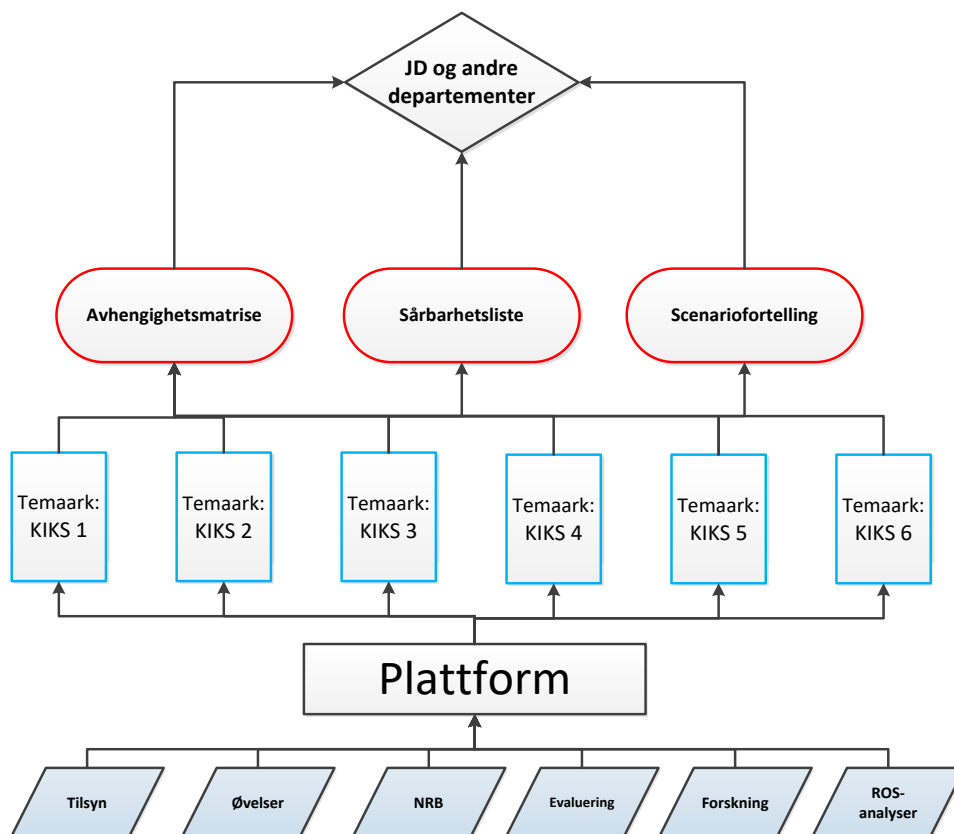 JD og andre
departementer
Avhengighetsmatrise
Sårbarhetsliste
Scenariofortelling
Temaark:
KIKS 1
Temaark:
KIKS 2
Temaark:
KIKS 3
Temaark:
KIKS 4
Temaark:
KIKS 5
Temaark:
KIKS 6
Plattform
Tilsyn
Øvelser
NRB
Evaluering
Forskning
ROS-
analyser